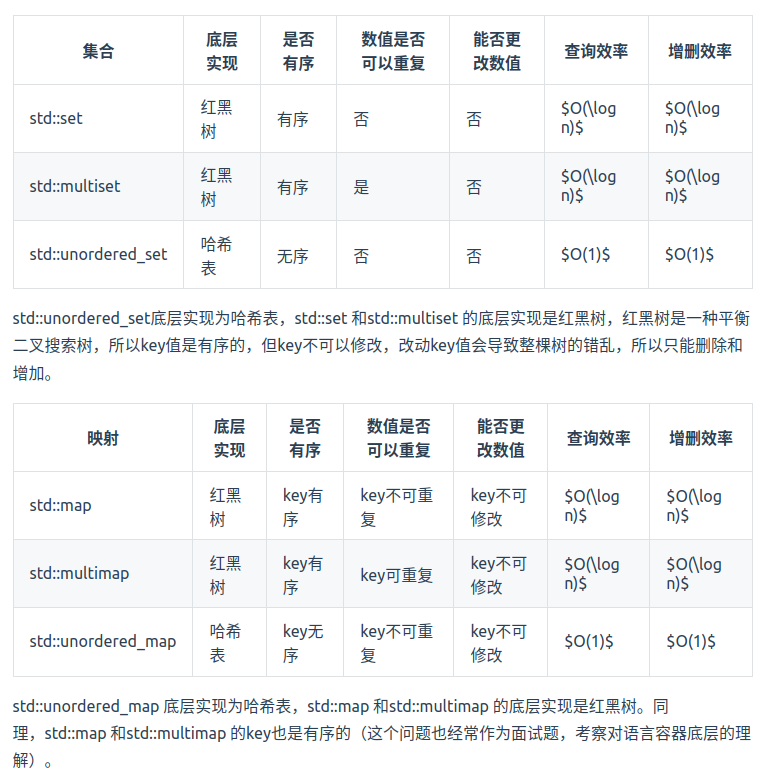 集合 底层实现 是否有序 数值是否可以重复 能否更改数值 查询效率 增删效率
std::set 红黑树 有序 否 否 $O(\log n)$ $O(\log n)$
std::multiset 红黑树 有序 是 否 $O(\log n)$ $O(\log n)$
std::unordered_set 哈希表 无序 否 否 $O(1)$ $O(1)$
std::unordered_set底层实现为哈希表，std::set 和std::multiset 的底层实现是红黑树，红黑树是一种平衡
二叉搜索树，所以key值是有序的，但key不可以修改，改动key值会导致整棵树的错乱，所以只能删除和
增加。
映射 底层实现 是否有序 数值是否可以重复 能否更改数值 查询效率 增删效率
std::map 红黑树 key有序 key不可重复 key不可修改 $O(\log n)$ $O(\log n)$
std::multimap 红黑树 key有序 key可重复 key不可修改 $O(\log n)$ $O(\log n)$
std::unordered_map 哈希表 key无序 key不可重复 key不可修改 $O(1)$ $O(1)$
std::unordered_map 底层实现为哈希表，std::map 和std::multimap 的底层实现是红黑树。同
理，std::map 和std::multimap 的key也是有序的（这个问题也经常作为面试题，考察对语言容器底层的理
解）。